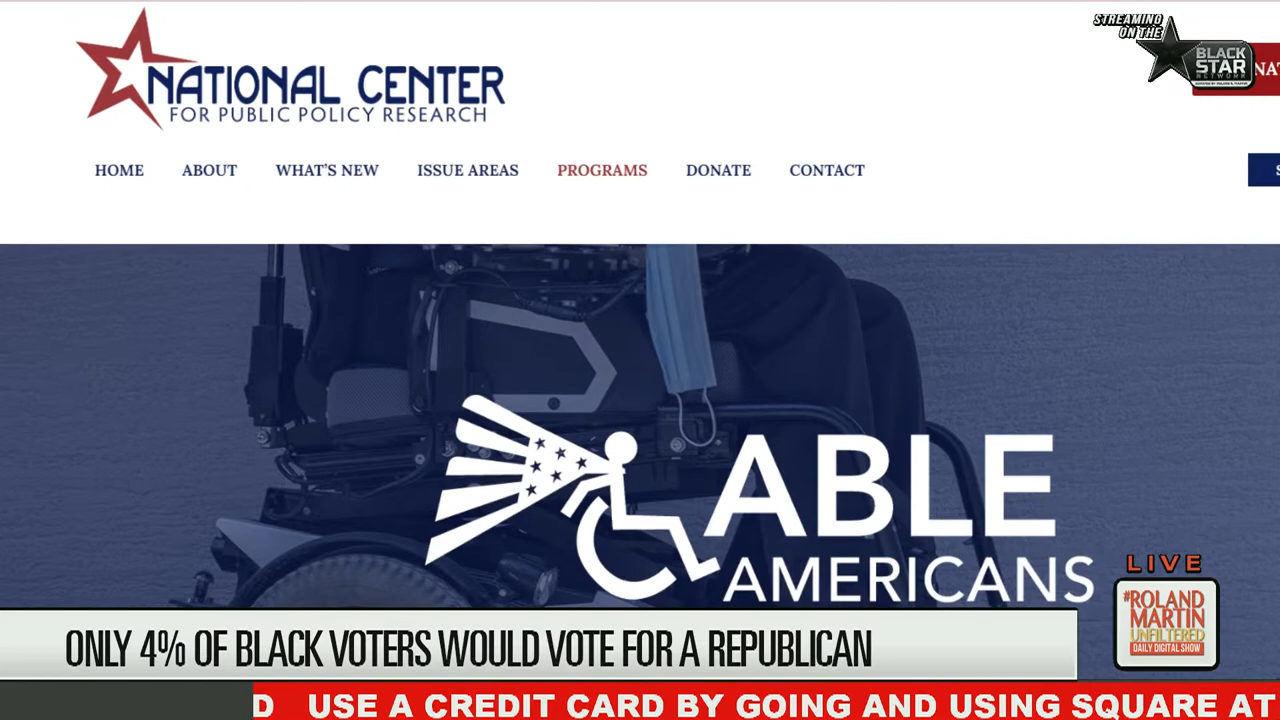 STREAMING
ON THE
BLACK
STAR
NETWORK
NATIONAL CENTER
FOR PUBLIC POLICY RESEARCH
HOME ABOUT WHAT'S NEW ISSUE AREAS PROGRAMS DONATE CONTACT
ABLE
AMERICANS
LIVE
#ROLAND
MARTIN
UNFILTERED
DAILY DIGITAL SHOW
ONLY 4% OF BLACK VOTERS WOULD VOTE FOR A REPUBLICAN
D USE A CREDIT CARD BY GOING AND USING SQUARE AT